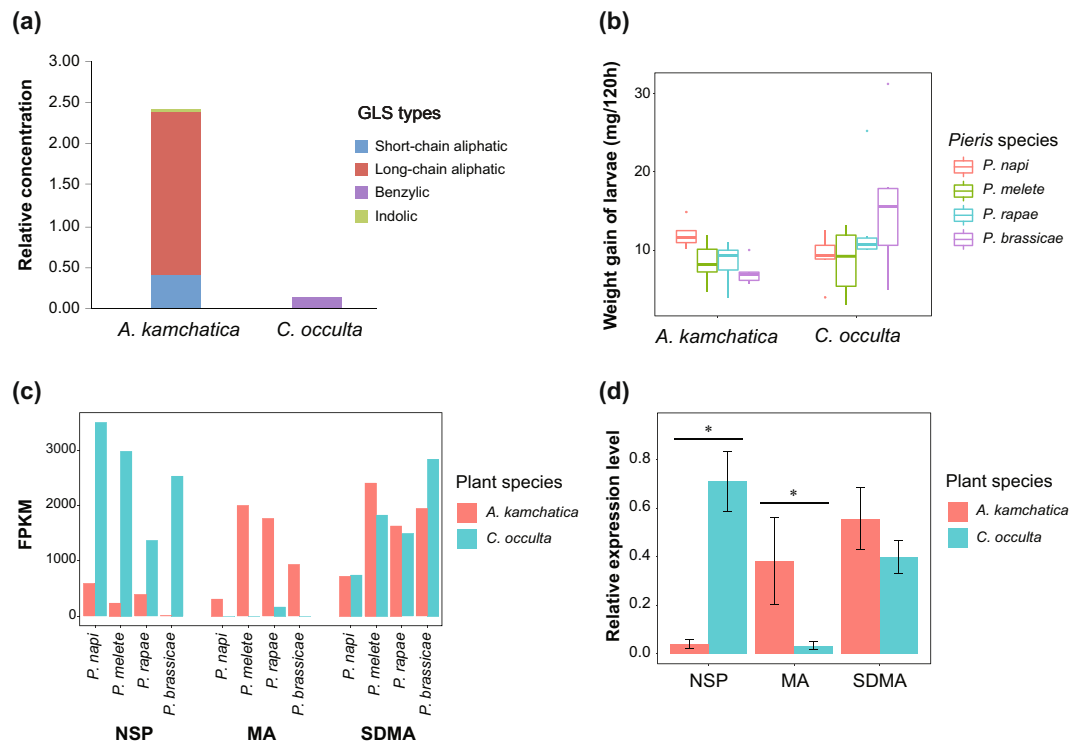 (a)
Relative concentration
3.00
2.50
2.00
1.50
1.00
0.50
0.00
A. kamchatica
C. occulta
GLS types
Short-chain aliphatic
Long-chain aliphatic
Benzylic
Indolic
(b)
Weight gain of larvae (mg/120h)
30
20
10
A. kamchatica
C. occulta
Pieris species
P. napi
P. melete
P. rapae
P. brassicae
(c)
FPKM
3000
2000
1000
0
P. napi
P. melete
P. rapae
P. brassicae
P. napi
P. melete
P. rapae
P. brassicae
P. napi
P. melete
P. rapae
P. brassicae
NSP
MA
SDMA
Plant species
A. kamchatica
C. occulta
(d)
Relative expression level
0.8
0.6
0.4
0.2
0.0
*
*
NSP
MA
SDMA
Plant species
A. kamchatica
C. occulta